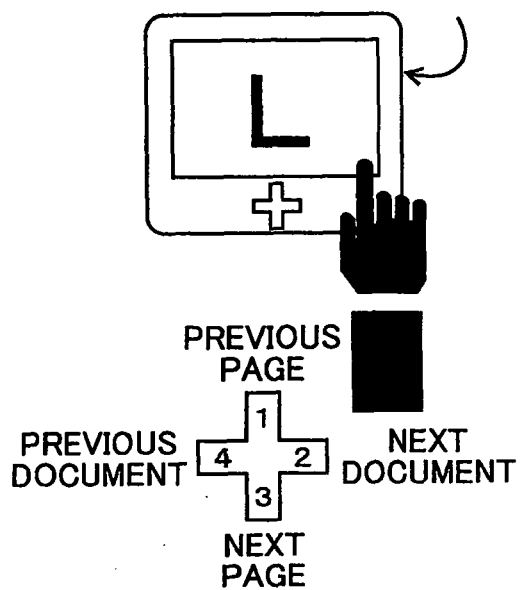 L
PREVIOUS
PAGE
1
PREVIOUS
DOCUMENT
4
2
NEXT
DOCUMENT
3
NEXT
PAGE